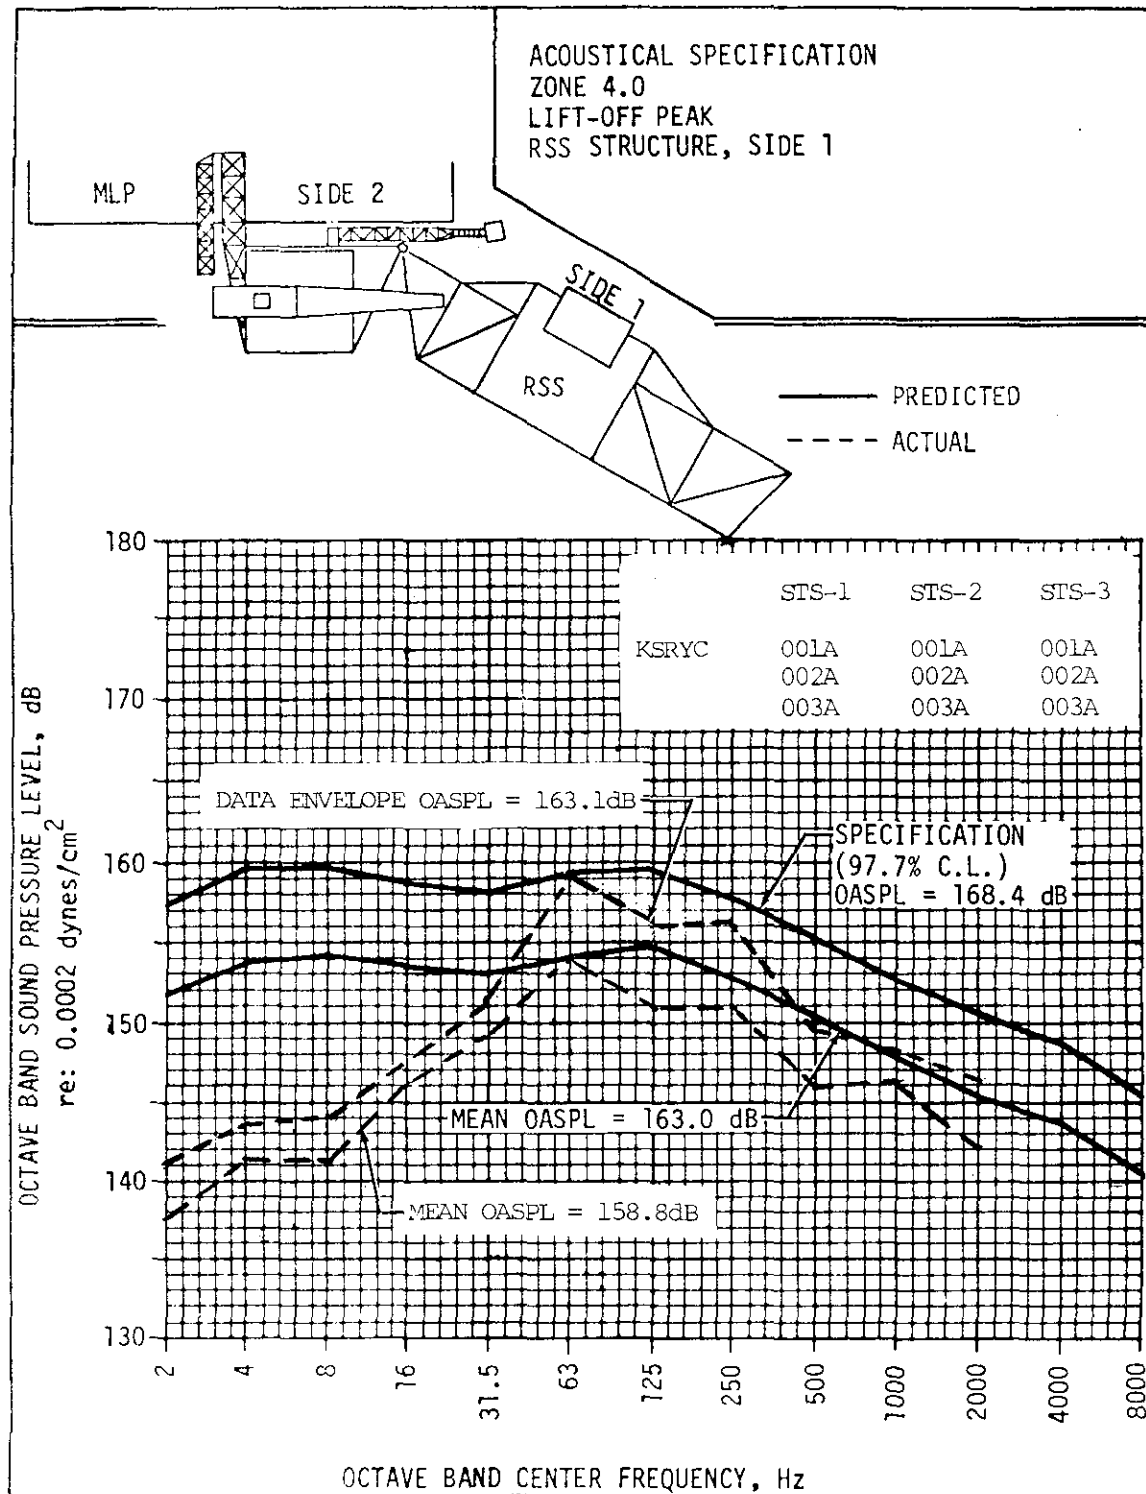 ACOUSTICAL SPECIFICATION
ZONE 4.0
LIFT-OFF PEAK
RSS STRUCTURE, SIDE 1
MLP
SIDE 2
SIDE 1
RSS
PREDICTED
ACTUAL
180
170
160
150
140
130
OCTAVE BAND SOUND PRESSURE LEVEL, dB
re: 0.0002 dynes/cm2
STS-1 STS-2 STS-3
KSRYC 001A 001A 001A
002A 002A 002A
003A 003A 003A
DATA ENVELOPE OASPL = 163.1dB
SPECIFICATION
(97.7% C.L.)
OASPL = 168.4 dB
MEAN OASPL = 163.0 dB
MEAN OASPL = 158.8dB
2 4 8 16 31.5 63 125 250 500 1000 2000 4000 8000
OCTAVE BAND CENTER FREQUENCY, Hz